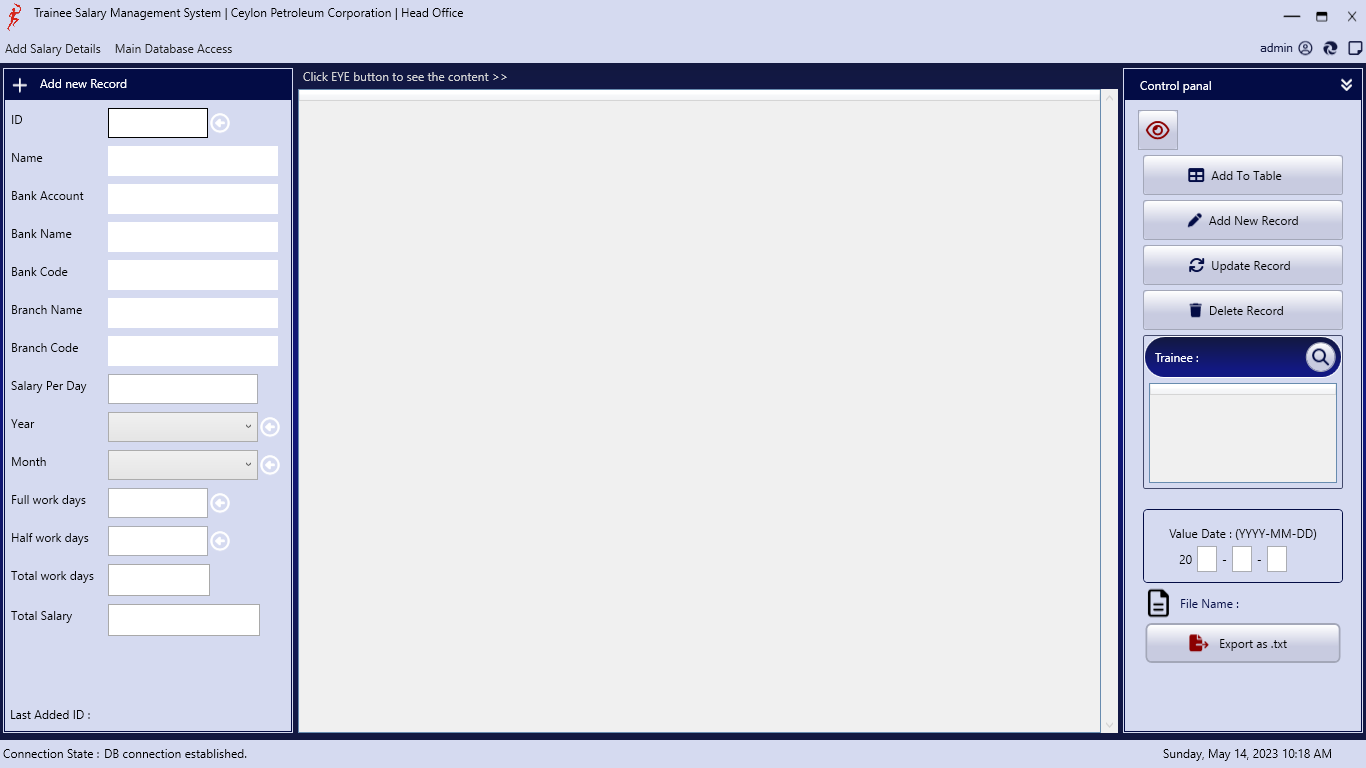 Trainee Salary Management System | Ceylon Petroleum Corporation | Head Office
Add Salary Details Main Database Access
admin
Add new Record
ID
Name
Bank Account
Bank Name
Bank Code
Branch Name
Branch Code
Salary Per Day
Year
Month
Full work days
Half work days
Total work days
Total Salary
Last Added ID :
Click EYE button to see the content >>
Control panal
Add To Table
Add New Record
Update Record
Delete Record
Trainee :
Value Date : (YYYY-MM-DD)
20 - -
File Name :
Export as .txt
Connection State : DB connection established.
Sunday, May 14, 2023 10:18 AM